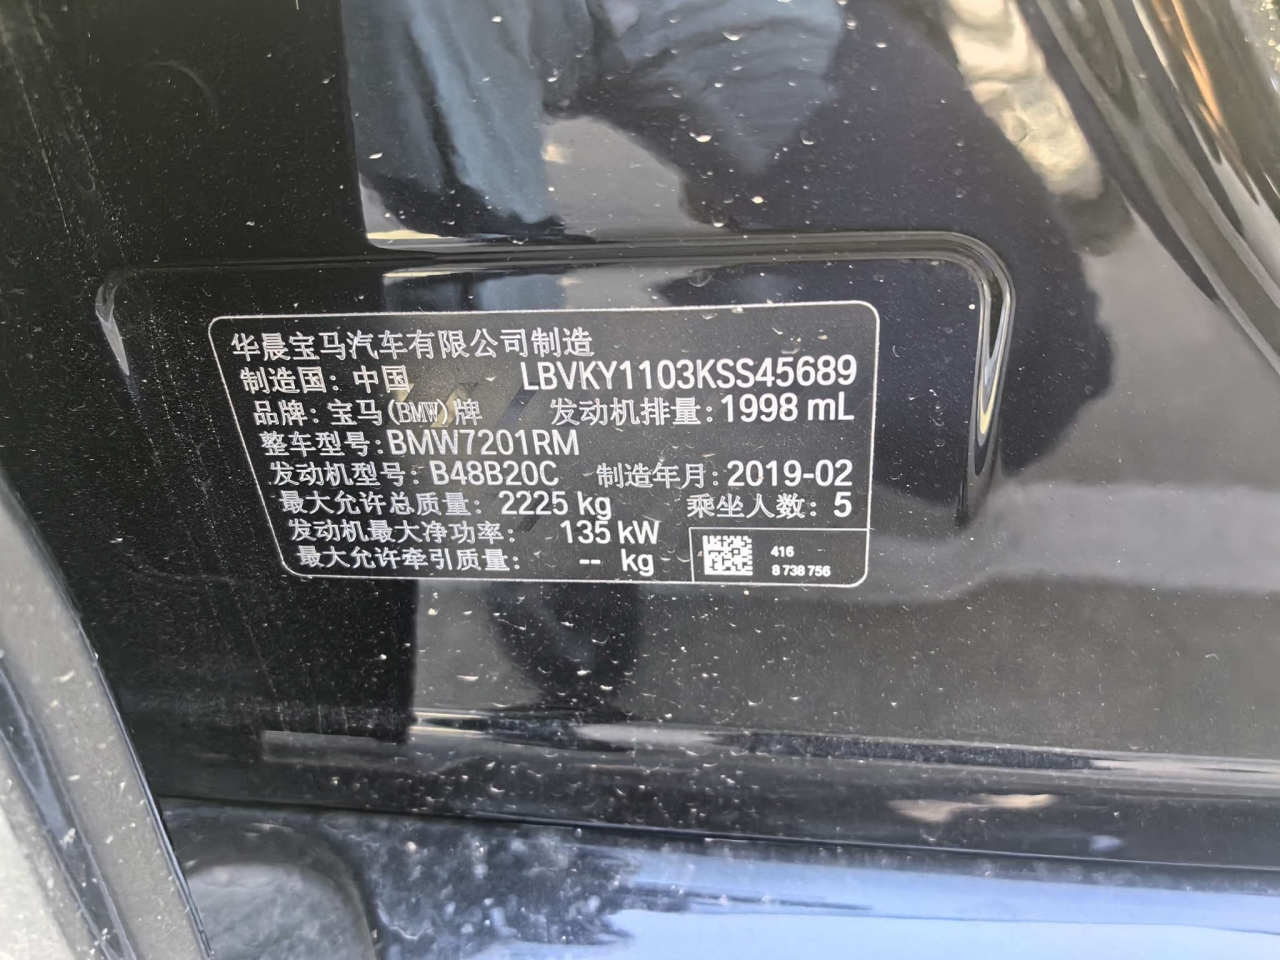 华晨宝马汽车有限公司制造
制造国：中国 LBVKY1103KSS45689
品牌：宝马(BMW)牌 发动机排量：1998 mL
整车型号：BMW7201RM
发动机型号：B48B20C 制造年月：2019-02
最大允许总质量：2225 kg 乘坐人数：5
发动机最大净功率：135 kW
最大允许牵引质量：-- kg
416
8 738 756